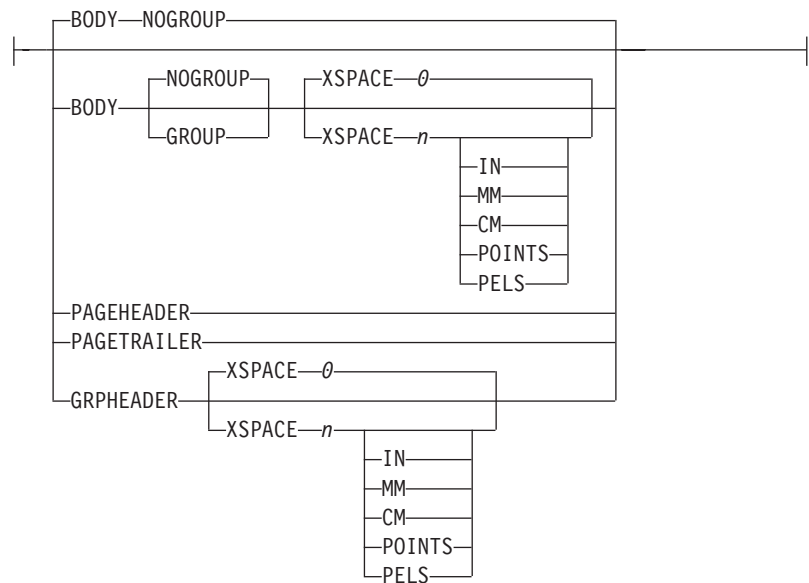 BODY NOGROUP
NOGROUP XSPACE 0
BODY
GROUP XSPACE n
IN
MM
CM
POINTS
PELS
PAGEHEADER
PAGETRAILER
XSPACE 0
GRPHEADER
XSPACE n
IN
MM
CM
POINTS
PELS